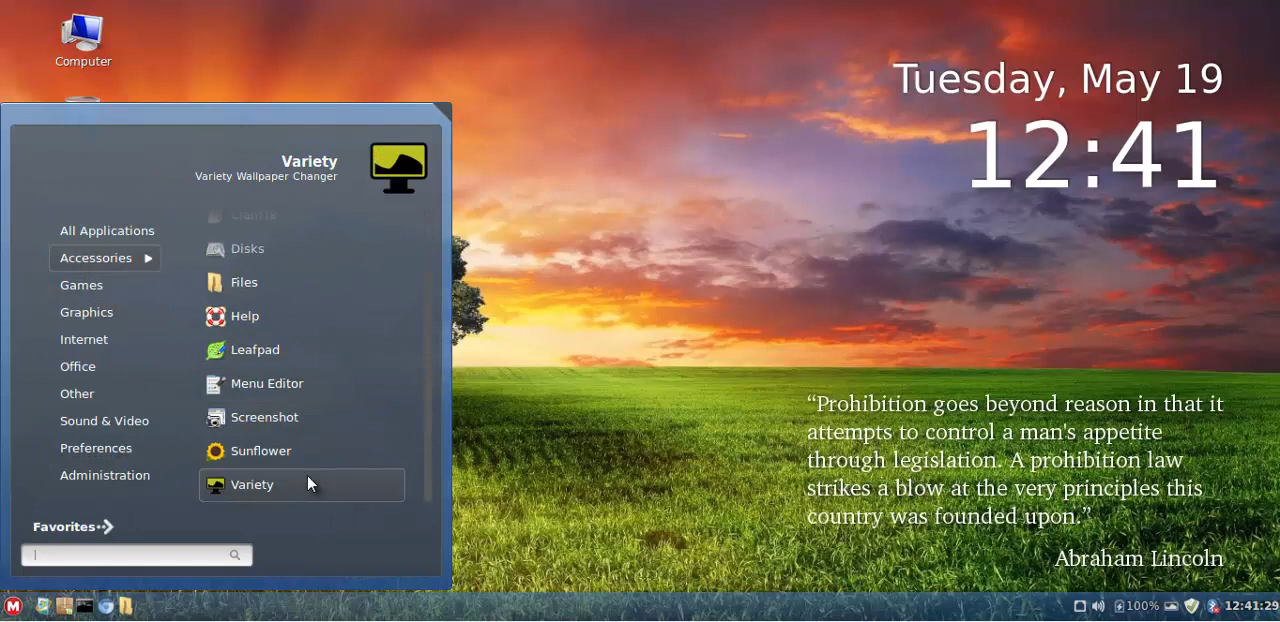 Computer
Tuesday, May 19
12:41
Variety
Variety Wallpaper Changer
All Applications
Accessories
Games
Graphics
Internet
Office
Other
Sound & Video
Preferences
Administration
Disks
Files
Help
Leafpad
Menu Editor
Screenshot
Sunflower
Variety
Favorites
“Prohibition goes beyond reason in that it
attempts to control a man's appetite
through legislation. A prohibition law
strikes a blow at the very principles this
country was founded upon.”
Abraham Lincoln
M
100%
12:41:29